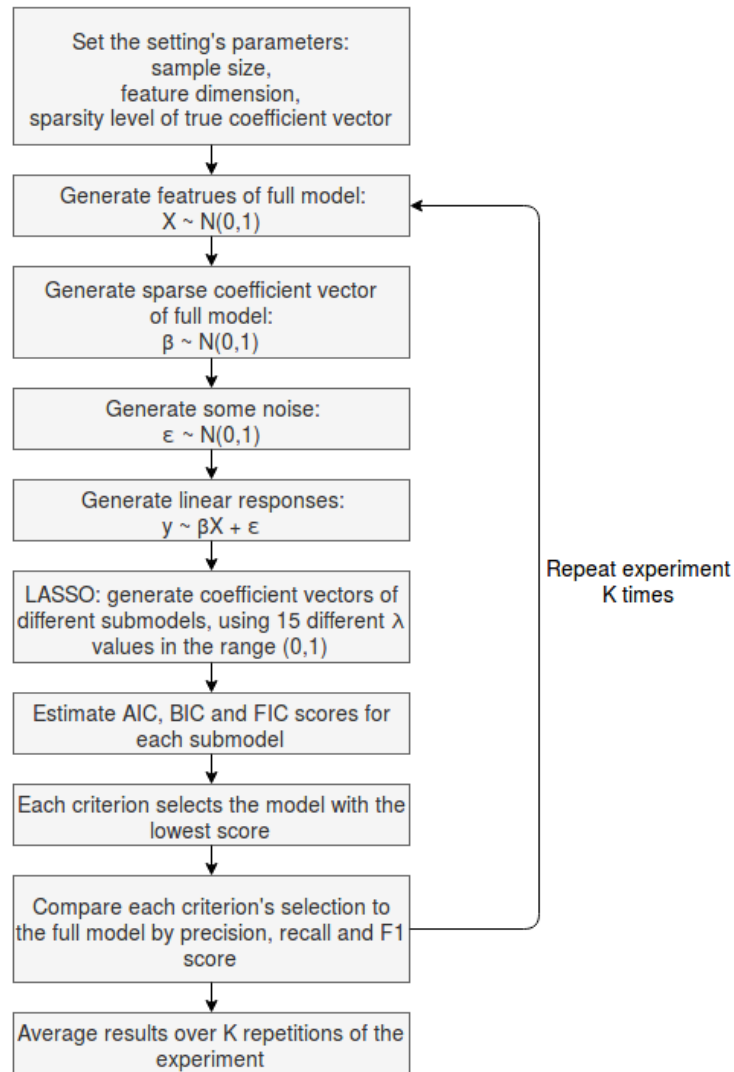 Set the setting's parameters:
sample size,
feature dimension,
sparsity level of true coefficient vector
Generate featrues of full model:
X ~ N(0,1)
Generate sparse coefficient vector
of full model:
β ~ N(0,1)
Generate some noise:
ε ~ N(0,1)
Generate linear responses:
y ~ βX + ε
LASSO: generate coefficient vectors of
different submodels, using 15 different λ
values in the range (0,1)
Estimate AIC, BIC and FIC scores for
each submodel
Each criterion selects the model with the
lowest score
Compare each criterion's selection to
the full model by precision, recall and F1
score
Average results over K repetitions of the
experiment
Repeat experiment
K times